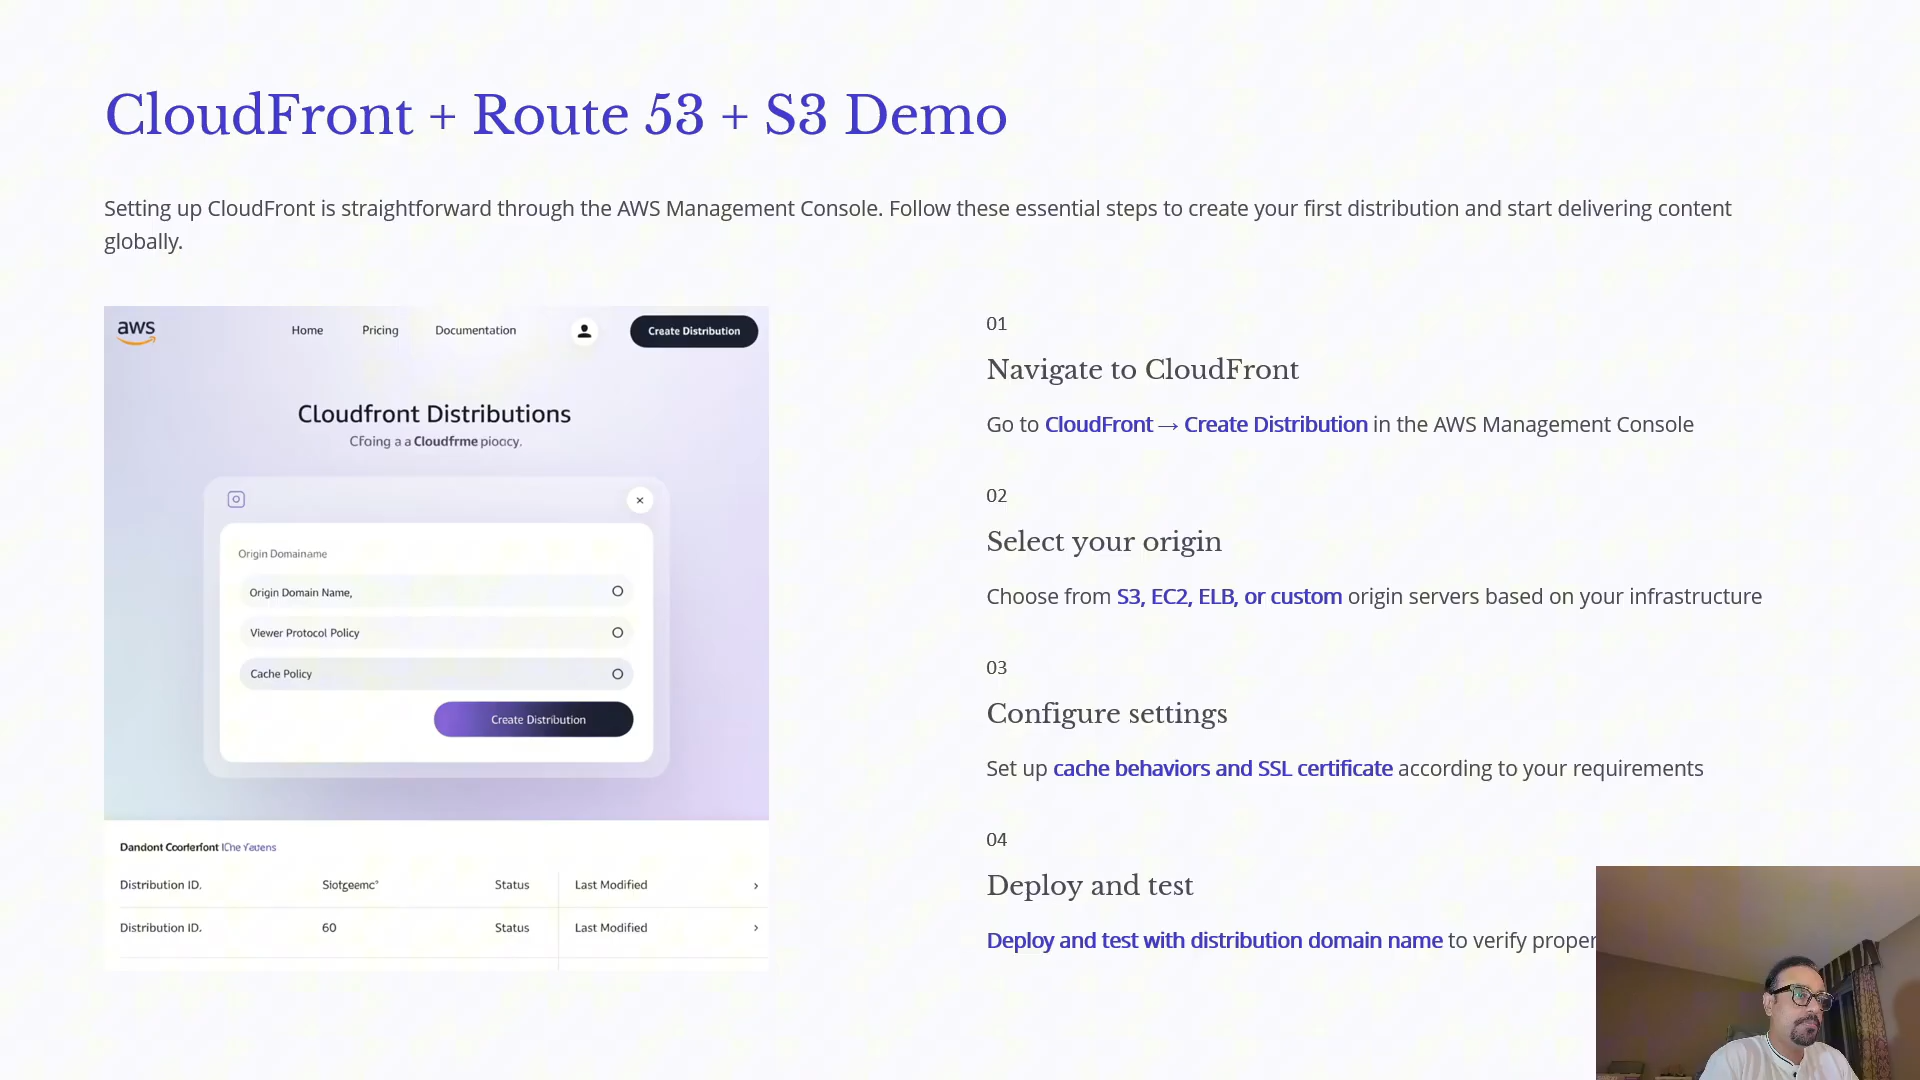 CloudFront + Route 53 + S3 Demo
Setting up CloudFront is straightforward through the AWS Management Console. Follow these essential steps to create your first distribution and start delivering content
globally.
aws
Home Pricing Documentation Create Distribution
Cloudfront Distributions
Cfaing a a Cloudfrme pioacy.
Origin Domainame
Origin Domain Name,
Viewer Protocol Policy
Cache Policy
Create Distribution
Distribution ID. Status Last Modified
Distribution ID. 60 Status Last Modified
01
Navigate to CloudFront
Go to CloudFront → Create Distribution in the AWS Management Console
02
Select your origin
Choose from S3, EC2, ELB, or custom origin servers based on your infrastructure
03
Configure settings
Set up cache behaviors and SSL certificate according to your requirements
04
Deploy and test
Deploy and test with distribution domain name to verify proper